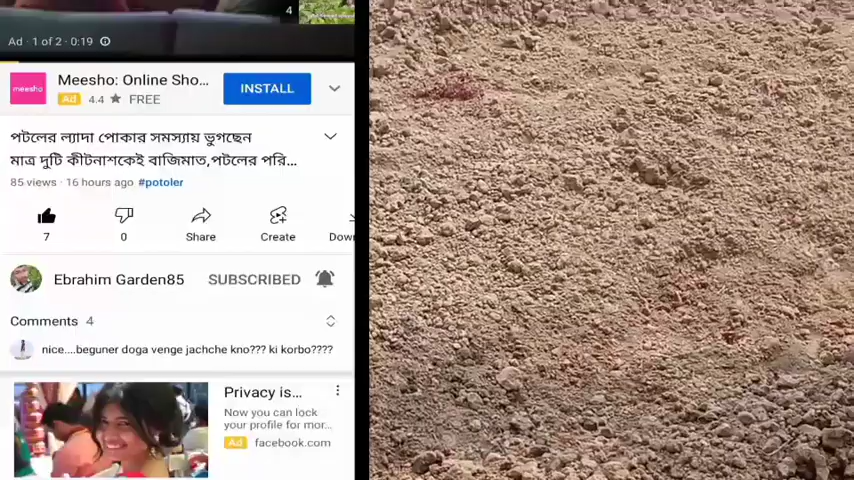 4
Ad · 1 of 2 · 0:19
meesho
Meesho: Online Sho...
Ad 4.4 ★ FREE
INSTALL
পটলের ল্যাদা পোকার সমস্যায় ভুগছেন
মাত্র দুটি কীটনাশকেই বাজিমাত,পটলের পরি...
85 views · 16 hours ago #potoler
7
0
Share
Create
Down
Ebrahim Garden85
SUBSCRIBED
Comments 4
nice....beguner doga venge jachche kno??? ki korbo????
Privacy is...
Now you can lock
your profile for mor...
Ad facebook.com